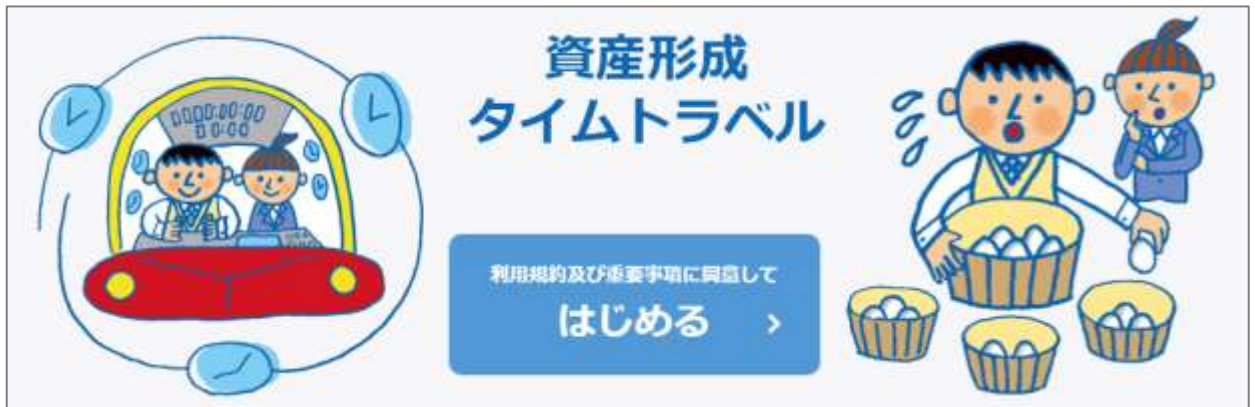 資産形成
タイムトラベル
利用規約及び重要事項に同意して
はじめる